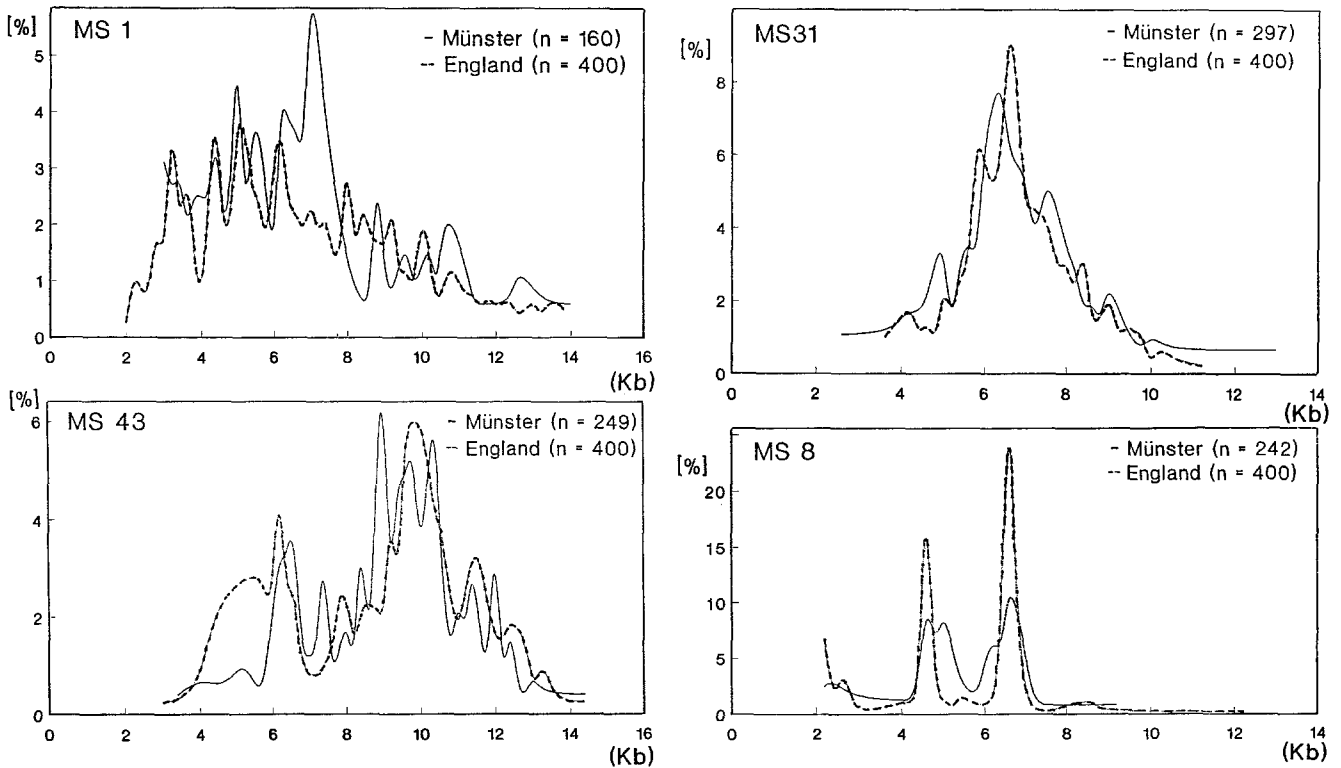 [%]
MS 1
- Münster (n = 160)
-- England (n = 400)
5
4
3
2
1
0
0 2 4 6 8 10 12 14 16
(Kb)
[%]
MS31
- Münster (n = 297)
-- England (n = 400)
8
6
4
2
0
0 2 4 6 8 10 12 14
(Kb)
[%]
MS 43
- Münster (n = 249)
-- England (n = 400)
6
4
2
0
0 2 4 6 8 10 12 14 16
(Kb)
[%]
MS 8
- Münster (n = 242)
-- England (n = 400)
20
15
10
5
0
0 2 4 6 8 10 12 14
(Kb)